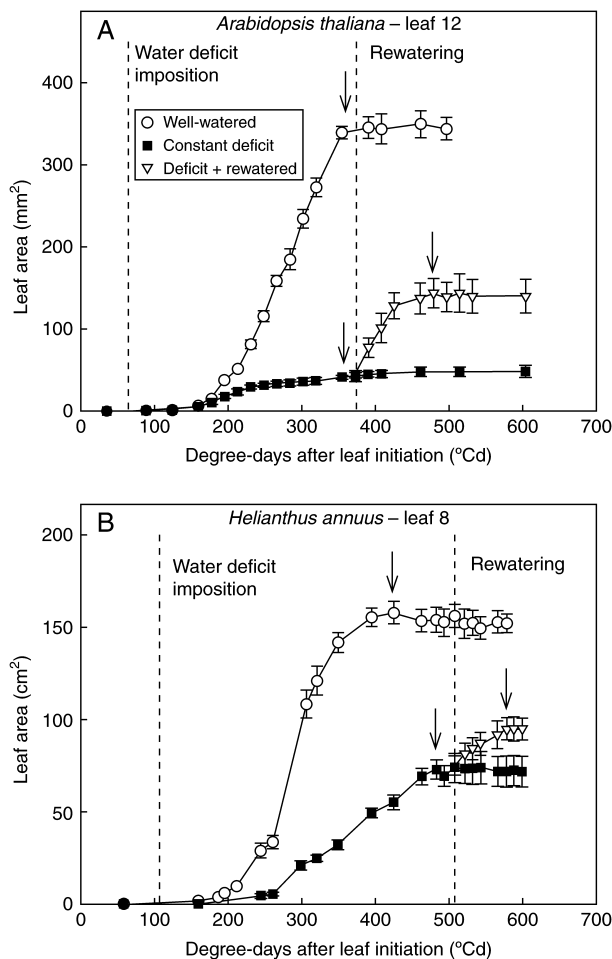 A
Arabidopsis thaliana – leaf 12
Water deficit
imposition
Rewatering
Well-watered
Constant deficit
Deficit + rewatered
Leaf area (mm²)
400
300
200
100
0
0 100 200 300 400 500 600 700
Degree-days after leaf initiation (ºCd)
B
Helianthus annuus – leaf 8
Water deficit
imposition
Rewatering
Leaf area (cm²)
200
150
100
50
0
0 100 200 300 400 500 600 700
Degree-days after leaf initiation (ºCd)